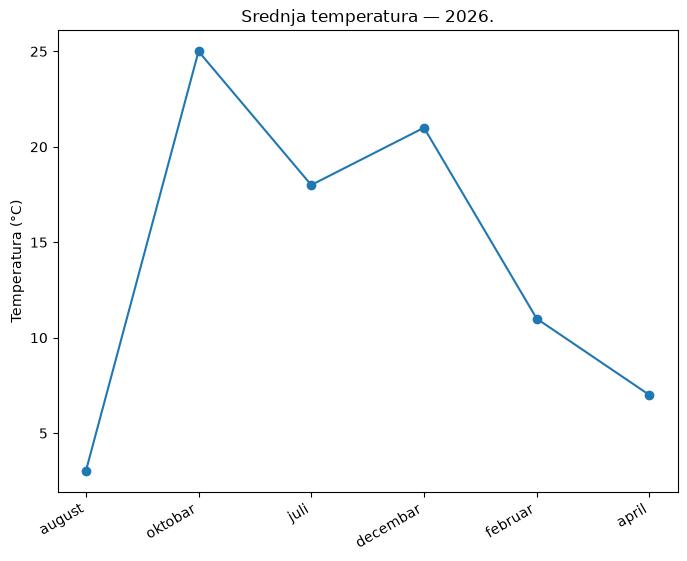 Srednja temperatura — 2026.
Temperatura (°C)
25
20
15
10
5
august
oktobar
juli
decembar
februar
april